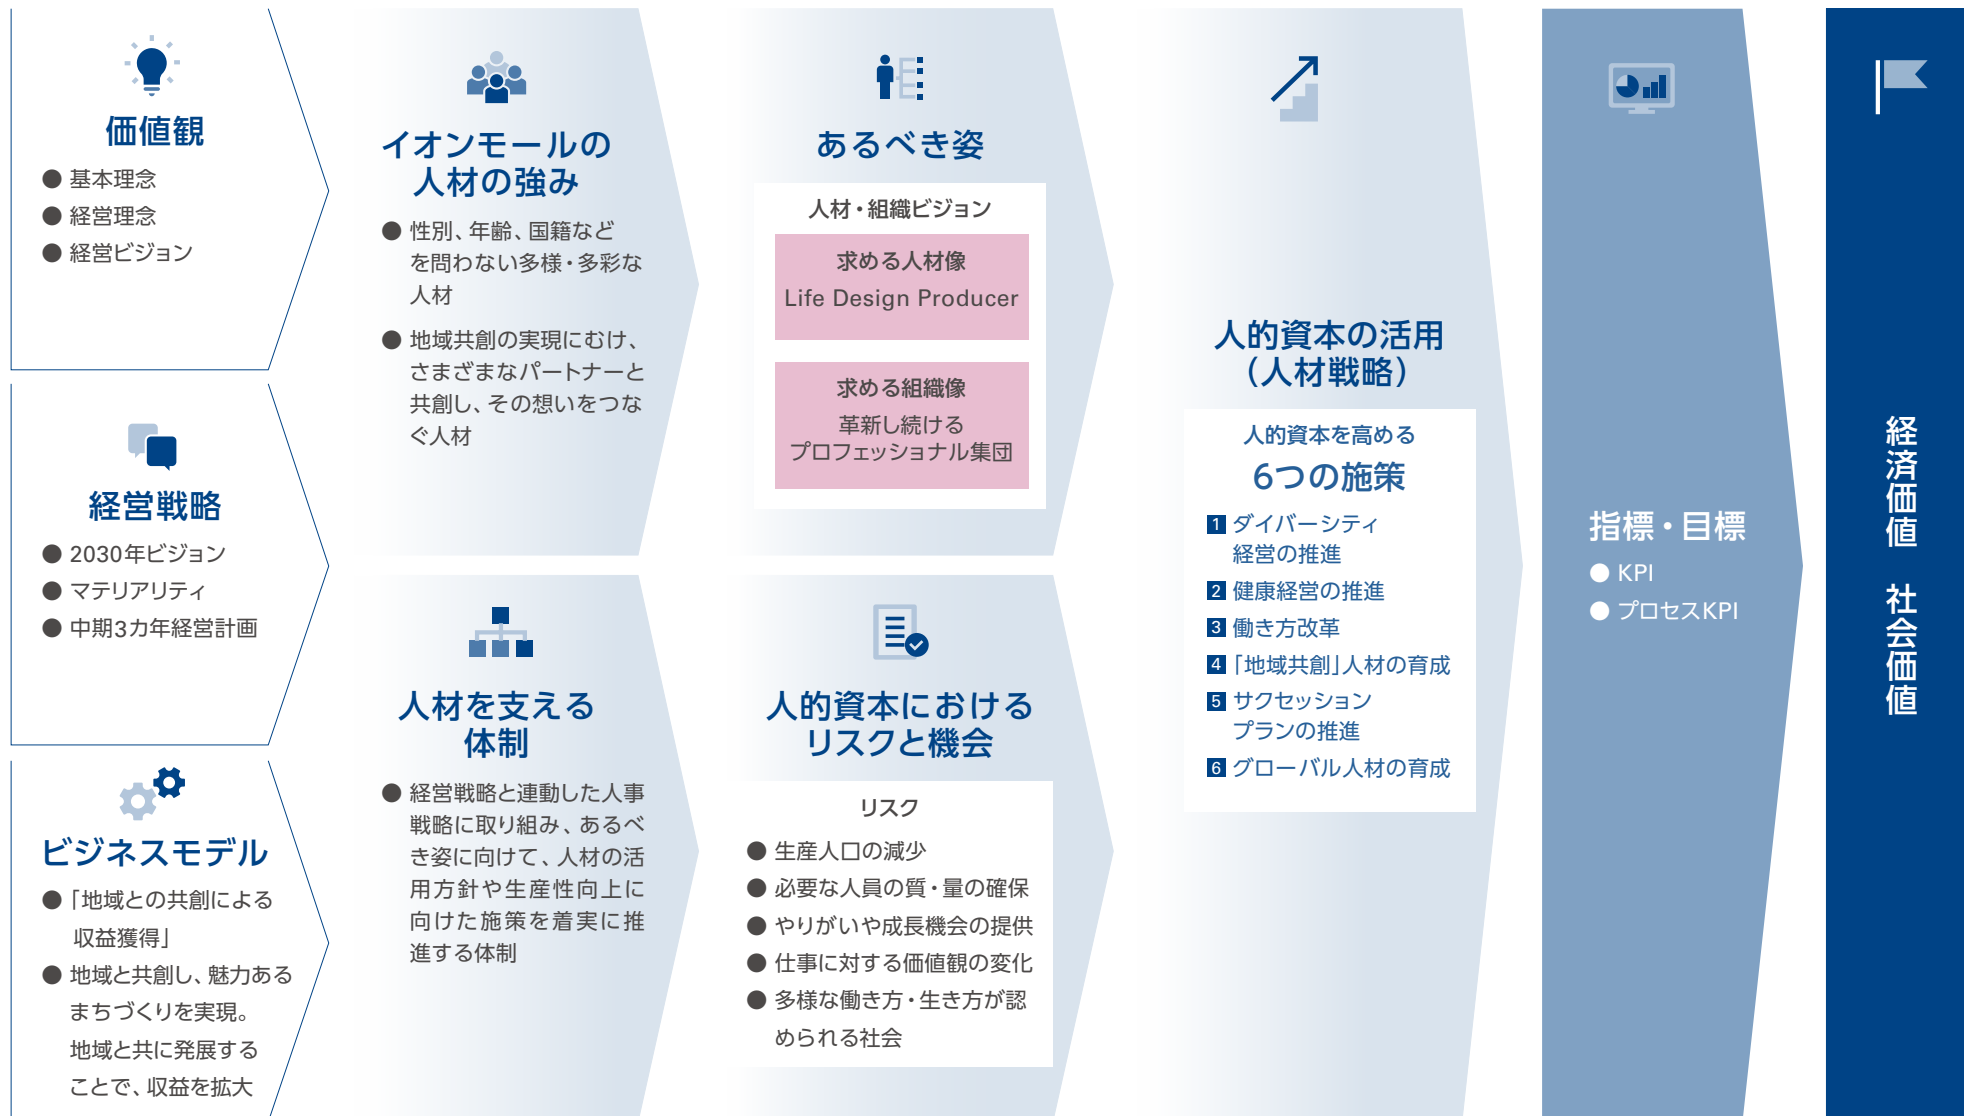 価値観
● 基本理念
● 経営理念
● 経営ビジョン
経営戦略
● 2030年ビジョン
● マテリアリティ
● 中期3カ年経営計画
ビジネスモデル
● 「地域との共創による
収益獲得」
● 地域と共創し、魅力ある
まちづくりを実現。
地域と共に発展する
ことで、収益を拡大
イオンモールの
人材の強み
● 性別、年齢、国籍など
を問わない多様・多彩な
人材
● 地域共創の実現にむけ、
さまざまなパートナーと
共創し、その想いをつな
ぐ人材
人材を支える
体制
● 経営戦略と連動した人事
戦略に取り組み、あるべ
き姿に向けて、人材の活
用方針や生産性向上に
向けた施策を着実に推
進する体制
あるべき姿
人材・組織ビジョン
求める人材像
Life Design Producer
求める組織像
革新し続ける
プロフェッショナル集団
人的資本における
リスクと機会
リスク
● 生産人口の減少
● 必要な人員の質・量の確保
● やりがいや成長機会の提供
● 仕事に対する価値観の変化
● 多様な働き方・生き方が認
められる社会
人的資本の活用
（人材戦略）
人的資本を高める
6つの施策
1 ダイバーシティ
経営の推進
2 健康経営の推進
3 働き方改革
4 「地域共創」人材の育成
5 サクセッション
プランの推進
6 グローバル人材の育成
指標・目標
● KPI
● プロセスKPI
経済価値　社会価値